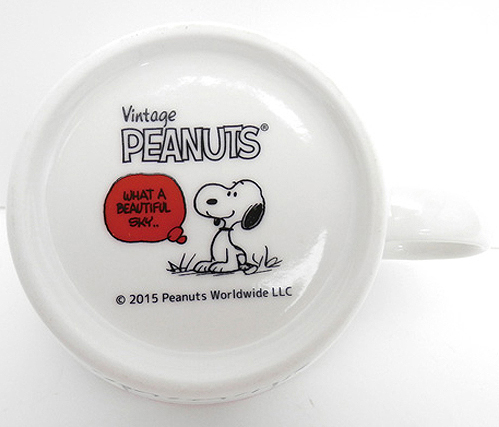 Vintage
PEANUTS®
WHAT A
BEAUTIFUL
SKY..
© 2015 Peanuts Worldwide LLC